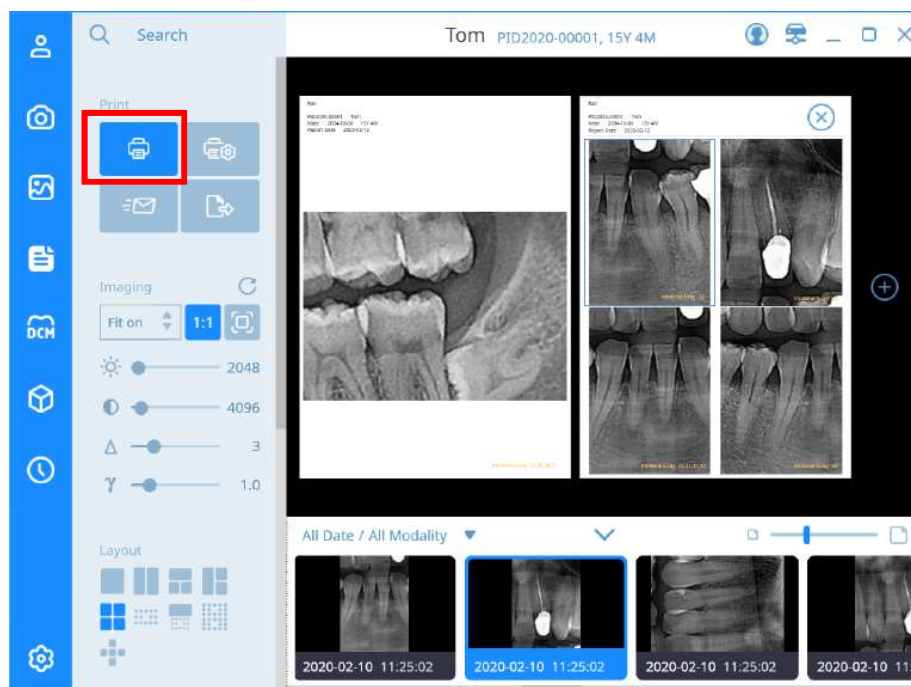 Search
Tom PID2020-00001, 15Y 4M
Print
Imaging
Fit on
1:1
2048
DCM
4096
3
γ 1.0
Layout
All Date / All Modality
2020-02-10 11:25:02
2020-02-10 11:25:02
2020-02-10 11:25:02
2020-02-10 11: